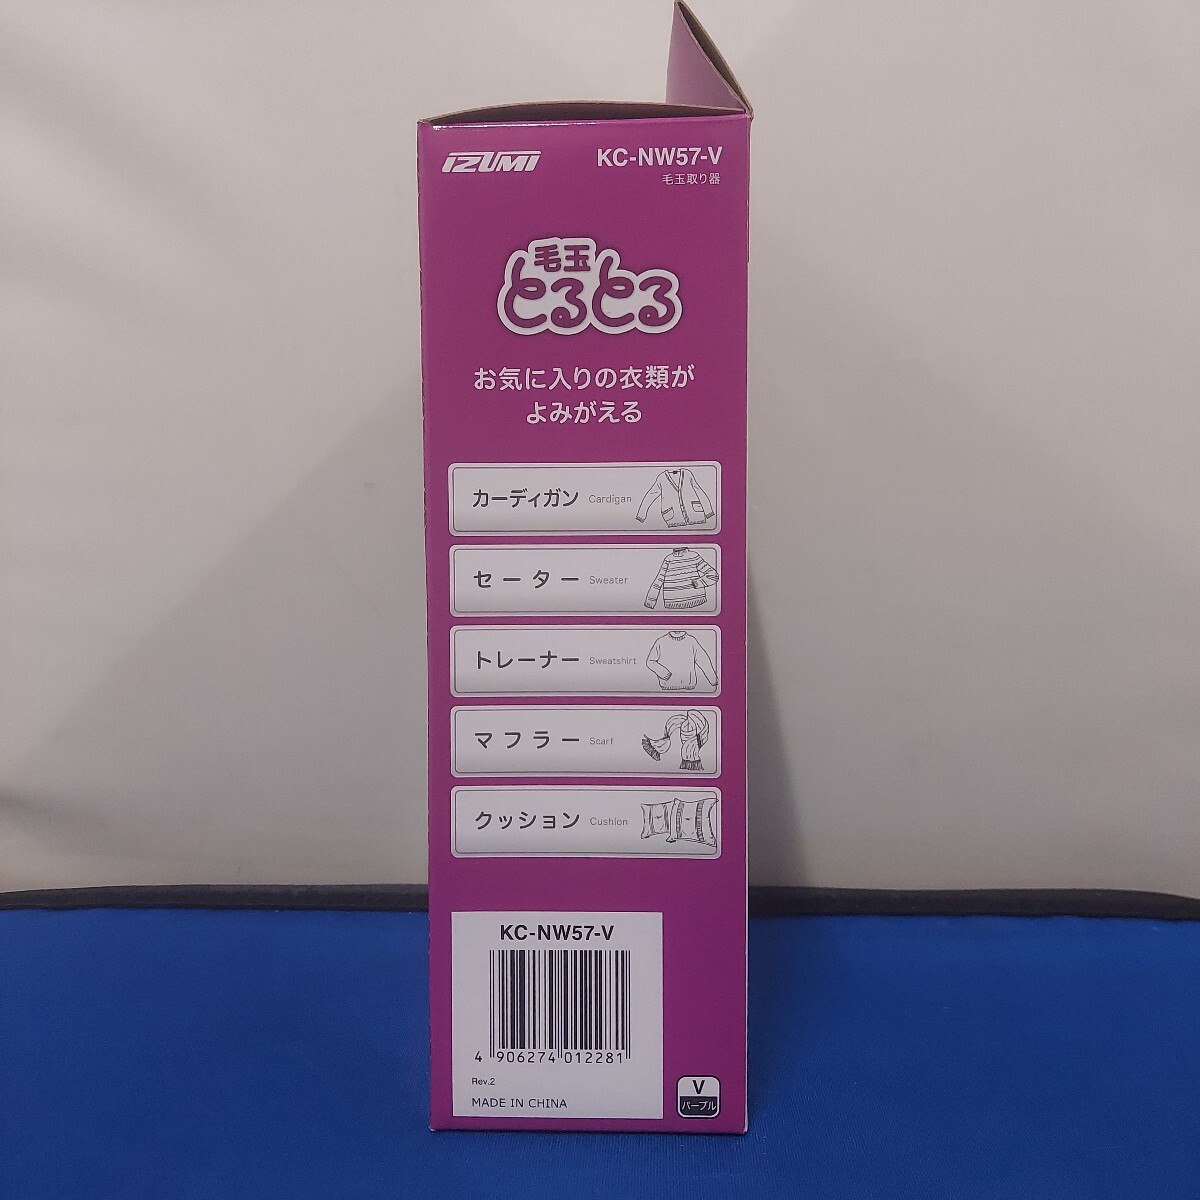 IZUMI
KC-NW57-V
毛玉取り器
毛玉
とるとる
お気に入りの衣類が
よみがえる
カーディガン Cardigan
セーター Sweater
トレーナー Sweatshirt
マフラー Scarf
クッション Cushion
KC-NW57-V
4 906274 012281
Rev.2
MADE IN CHINA
V
パープル